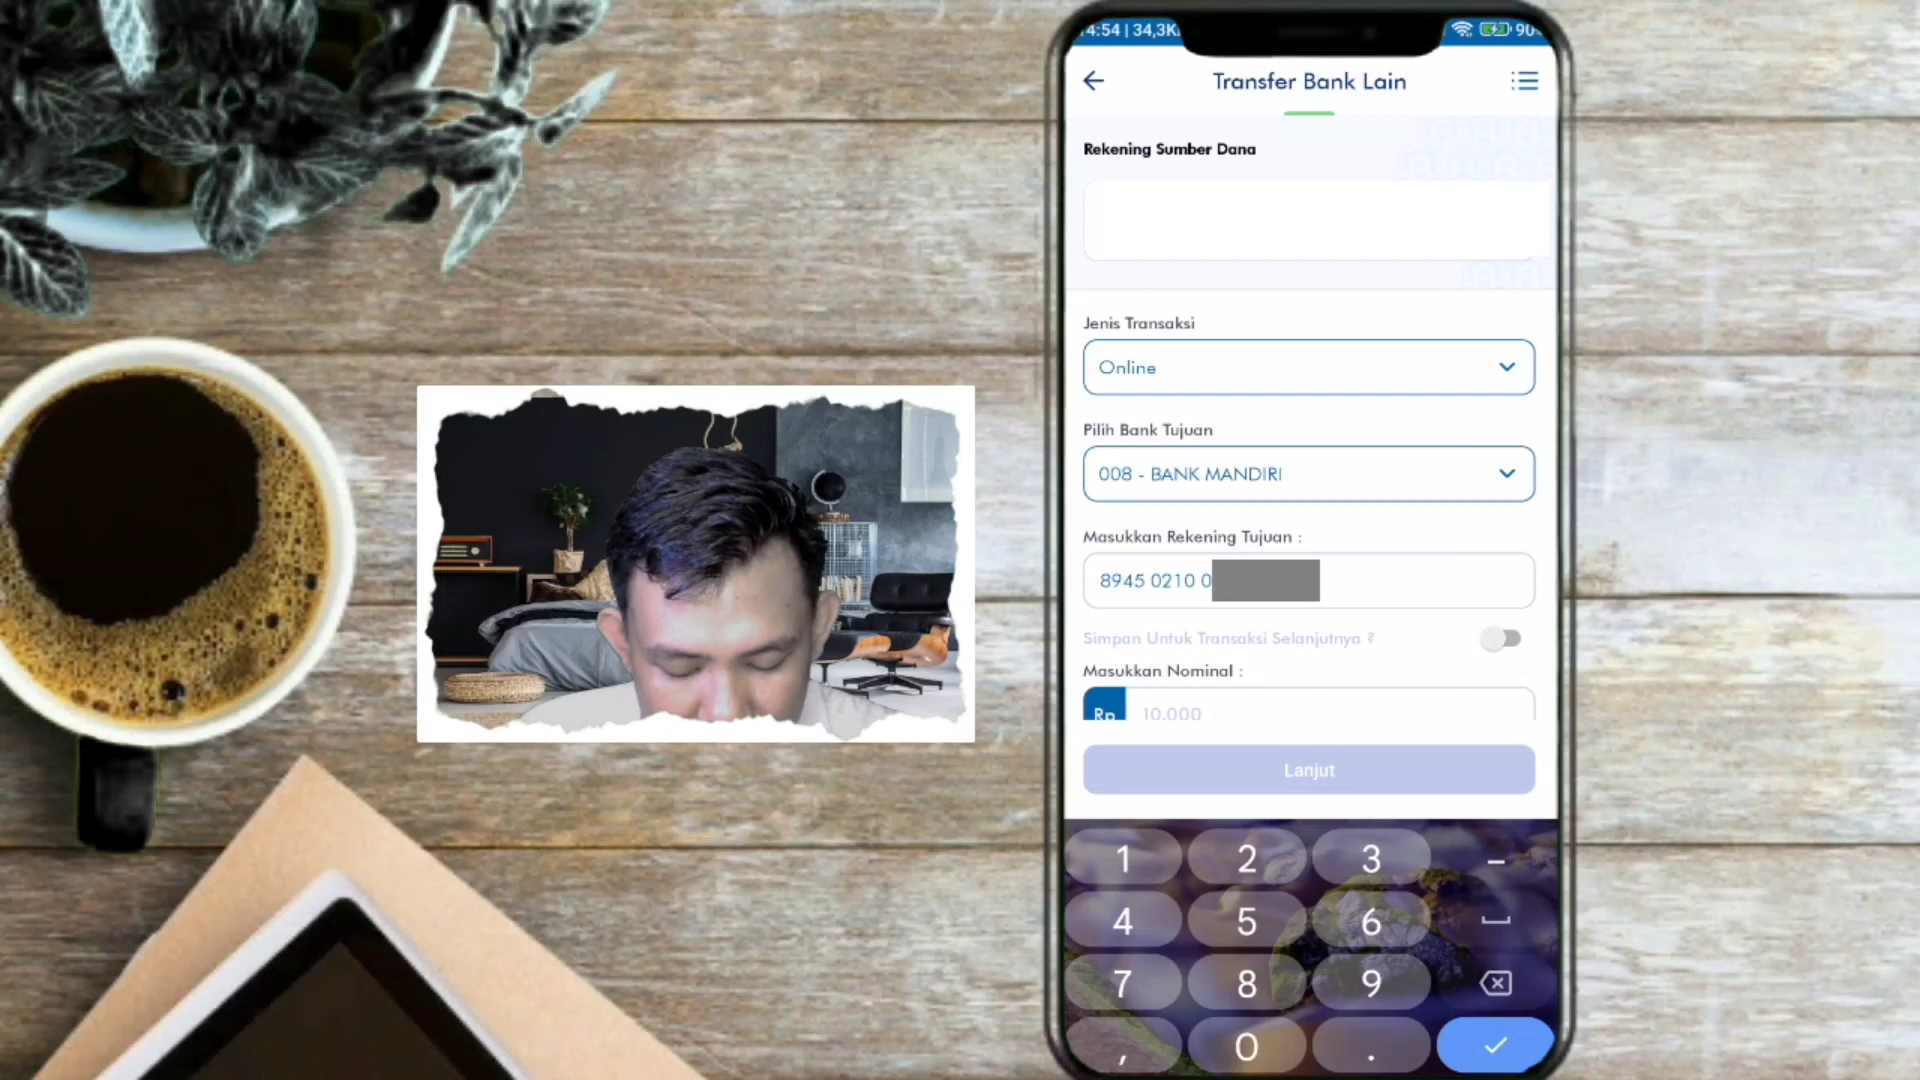 4:54 | 34,3K
90
Transfer Bank Lain
Rekening Sumber Dana
Jenis Transaksi
Online
Pilih Bank Tujuan
008 - BANK MANDIRI
Masukkan Rekening Tujuan :
8945 0210 0
Simpan Untuk Transaksi Selanjutnya ?
Masukkan Nominal :
Rp 10.000
Lanjut
1 2 3 -
4 5 6
7 8 9
, 0 .